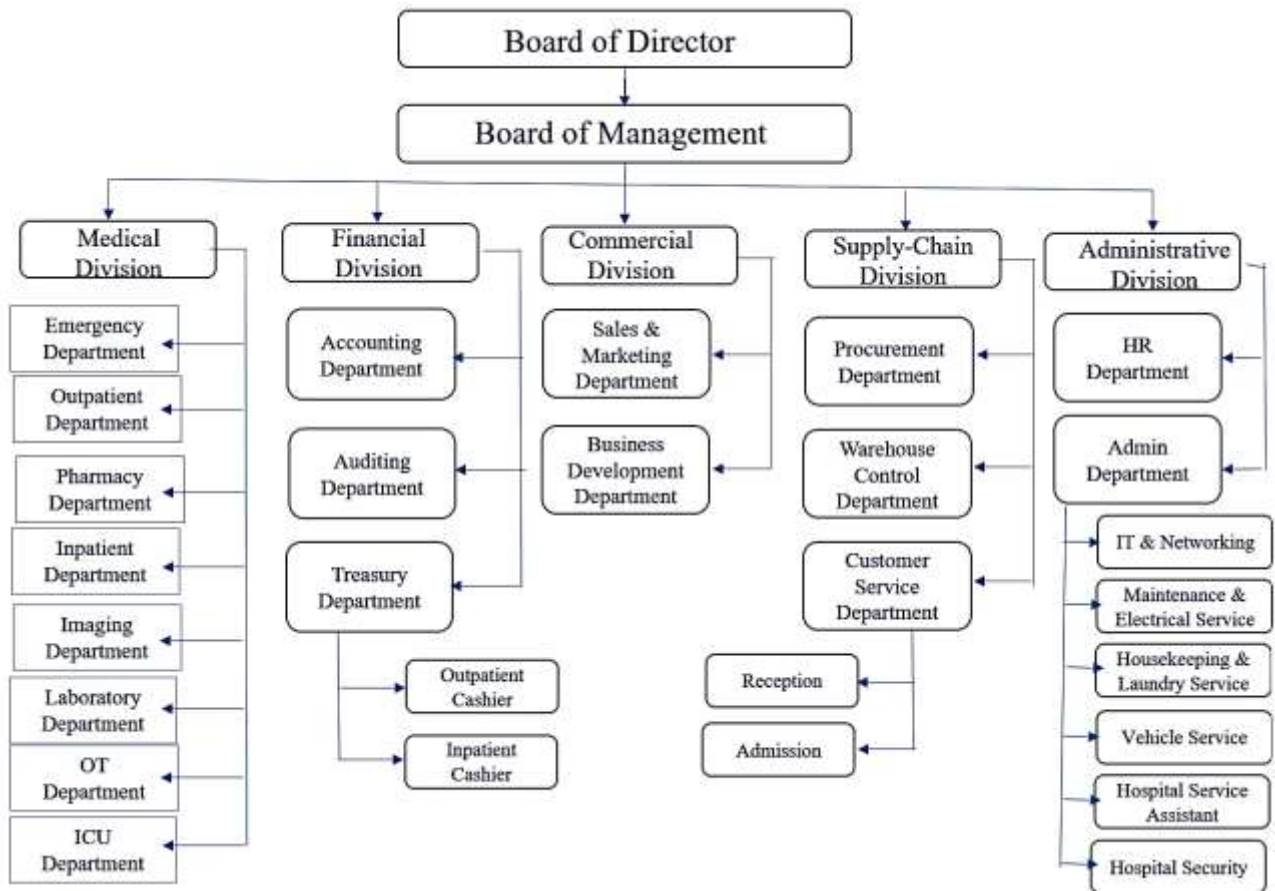 Board of Director
Board of Management
Medical
Division
Financial
Division
Commercial
Division
Supply-Chain
Division
Administrative
Division
Emergency
Department
Outpatient
Department
Pharmacy
Department
Inpatient
Department
Imaging
Department
Laboratory
Department
OT
Department
ICU
Department
Accounting
Department
Auditing
Department
Treasury
Department
Outpatient
Cashier
Inpatient
Cashier
Sales &
Marketing
Department
Business
Development
Department
Procurement
Department
Warehouse
Control
Department
Customer
Service
Department
Reception
Admission
HR
Department
Admin
Department
IT & Networking
Maintenance &
Electrical Service
Housekeeping &
Laundry Service
Vehicle Service
Hospital Service
Assistant
Hospital Security